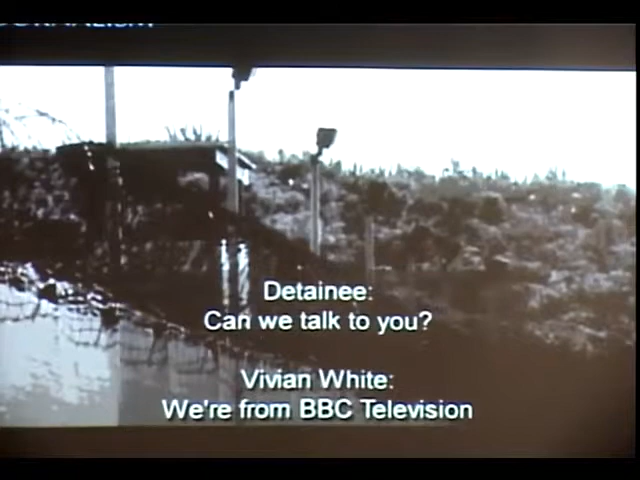 Detainee:
Can we talk to you?
Vivian White:
We're from BBC Television